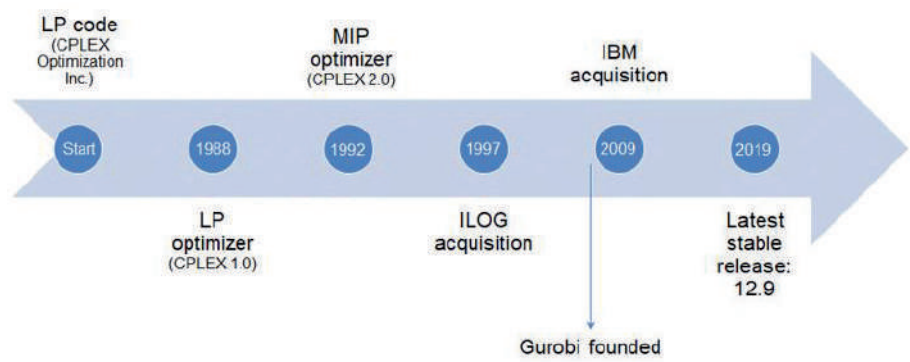 LP code
(CPLEX
Optimization
Inc.)
MIP
optimizer
(CPLEX 2.0)
IBM
acquisition
Start
1988
1992
1997
2009
2019
LP
optimizer
(CPLEX 1.0)
ILOG
acquisition
Latest
stable
release:
12.9
Gurobi founded